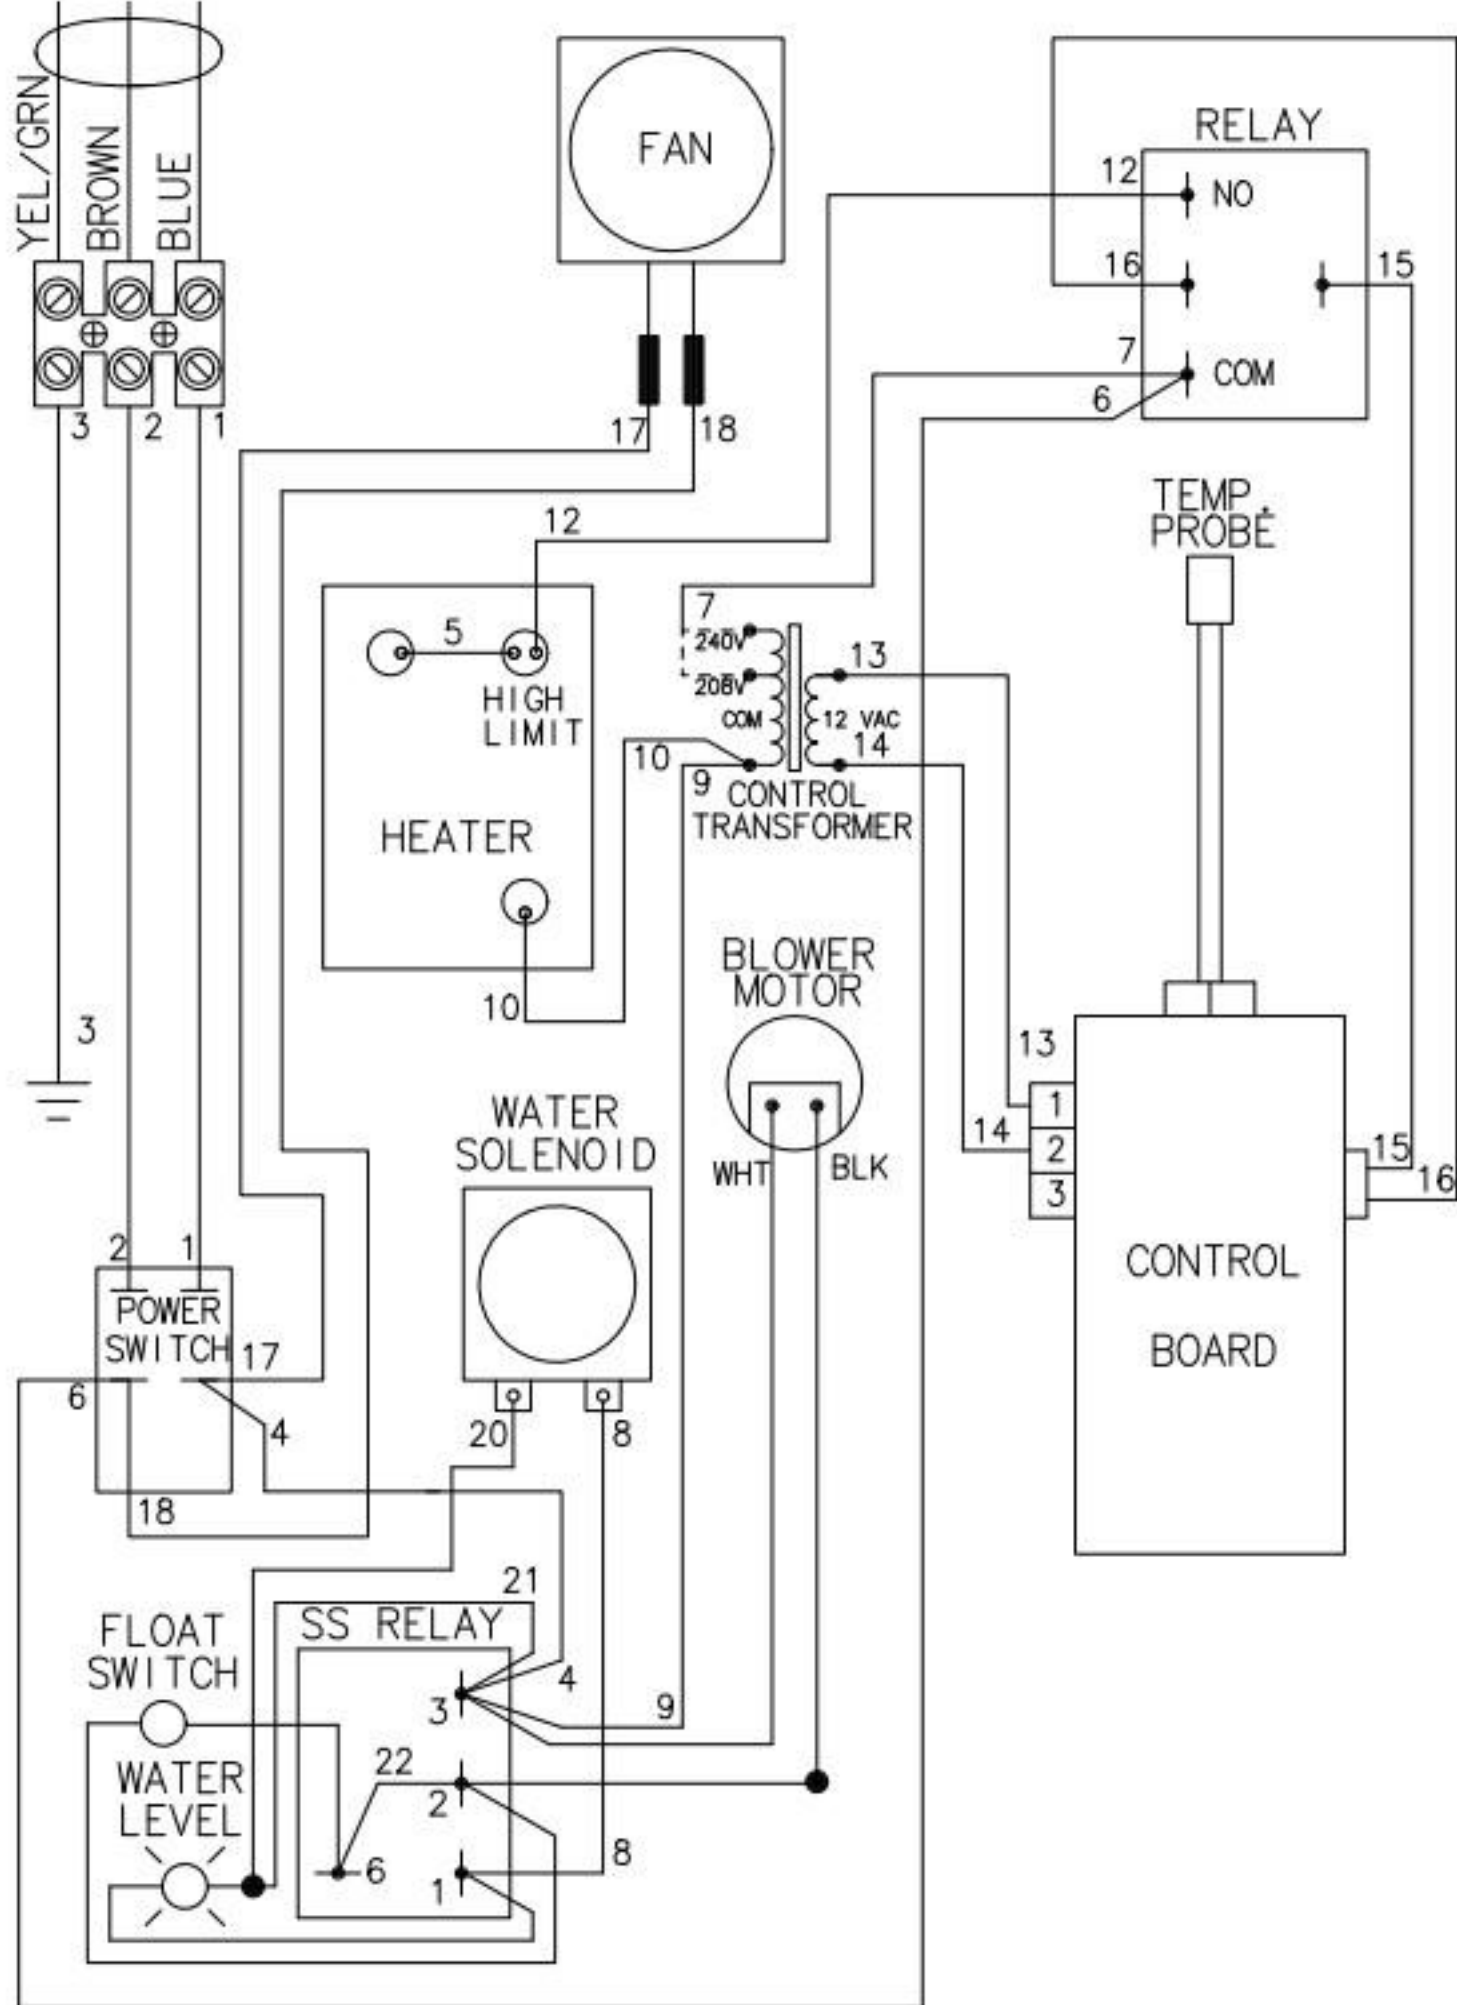 YEL/GRN
BROWN
BLUE
FAN
RELAY
12
NO
16
15
7
COM
6
3
2
1
17
18
TEMP.
PROBE
12
5
HIGH
LIMIT
7
240V
208V
COM
13
12 VAC
14
10
9
CONTROL
TRANSFORMER
HEATER
10
BLOWER
MOTOR
3
13
WATER
SOLENOID
14
1
2
3
WHT
BLK
15
16
2
1
POWER
SWITCH
17
6
4
18
CONTROL
BOARD
20
8
21
FLOAT
SWITCH
SS RELAY
3
4
9
WATER
LEVEL
22
2
6
1
8